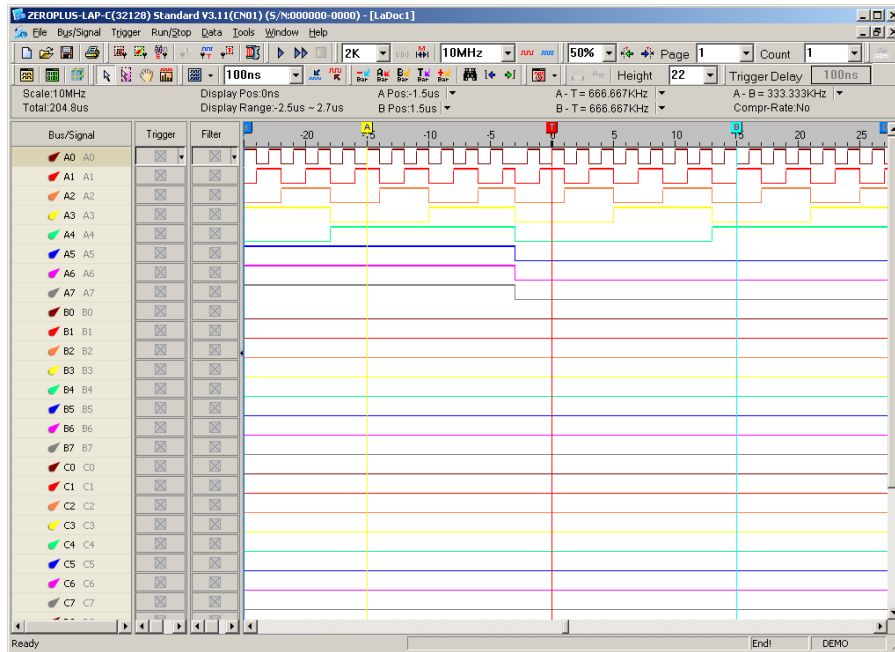 ZEROPLUS-LAP-C(32128) Standard V3.11(CN01) (S/N:000000-0000) - [LaDoc1]
File Bus/Signal Trigger Run/Stop Data Tools Window Help
2K 10MHz 50% Page 1 Count 1
100ns Bar Bar Bar Bar Height 22 Trigger Delay 100ns
Scale:10MHz Display Pos:0ns A Pos:-1.5us A - T = 666.667KHz A - B = 333.333KHz
Total:204.8us Display Range:-2.5us ~ 2.7us B Pos:1.5us B - T = 666.667KHz Compr-Rate:No
Bus/Signal Trigger Filter -20 A -15 -10 -5 T 0 5 10 B 15 20 25
A0 A0
A1 A1
A2 A2
A3 A3
A4 A4
A5 A5
A6 A6
A7 A7
B0 B0
B1 B1
B2 B2
B3 B3
B4 B4
B5 B5
B6 B6
B7 B7
C0 C0
C1 C1
C2 C2
C3 C3
C4 C4
C5 C5
C6 C6
C7 C7
Ready End! DEMO